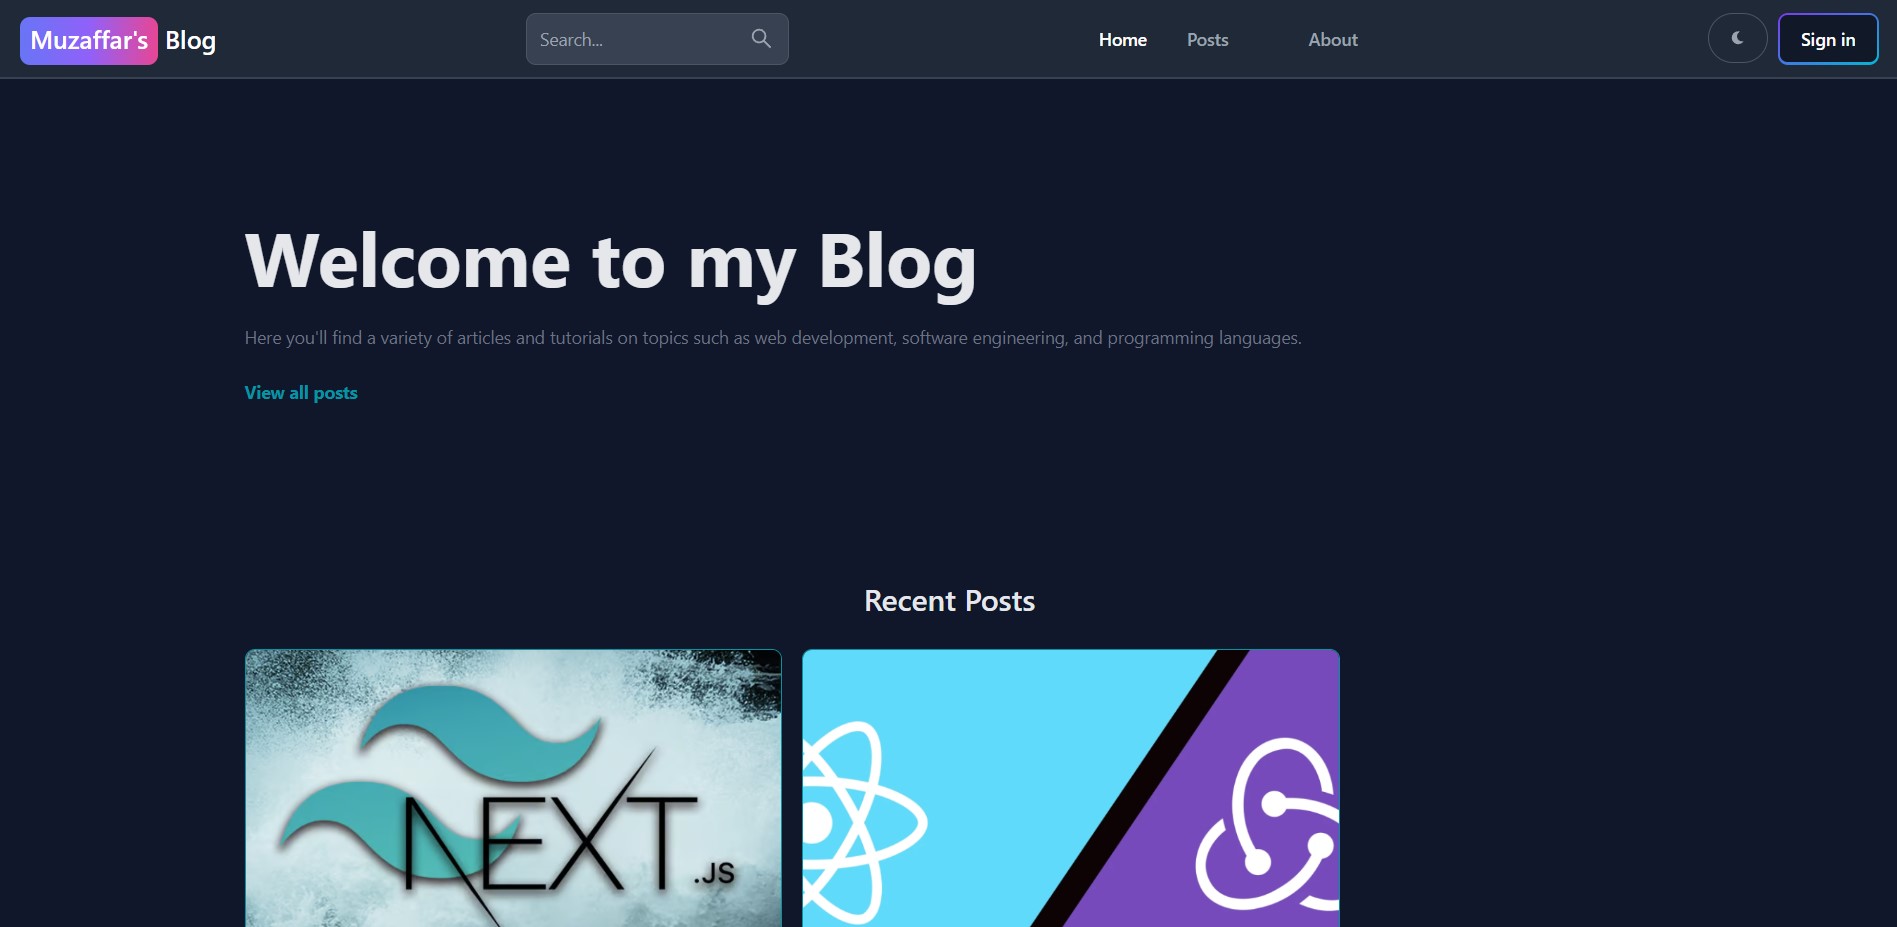 Muzaffar's Blog
Search...
Home
Posts
About
Sign in
Welcome to my Blog
Here you'll find a variety of articles and tutorials on topics such as web development, software engineering, and programming languages.
View all posts
Recent Posts
NEXT
.JS